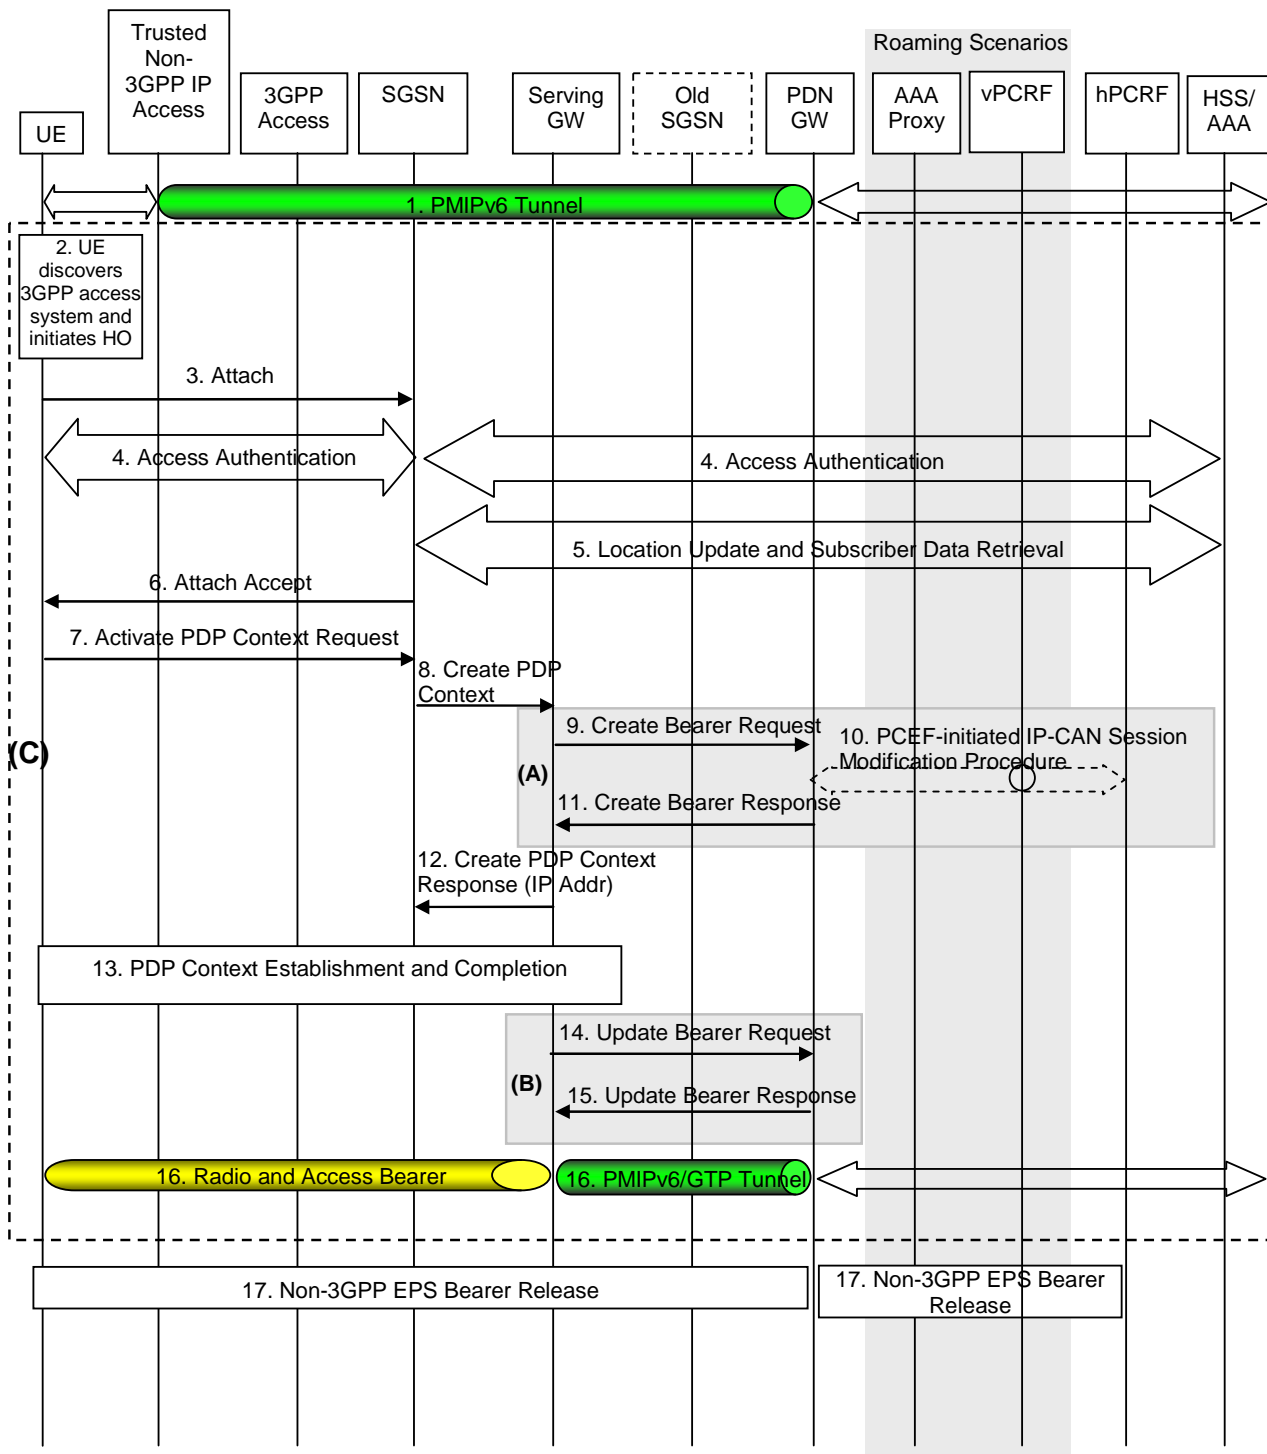 Roaming Scenarios
UE
Trusted
Non-
3GPP IP
Access
3GPP
Access
SGSN
Serving
GW
Old
SGSN
PDN
GW
AAA
Proxy
vPCRF
hPCRF
HSS/
AAA
1. PMIPv6 Tunnel
2. UE
discovers
3GPP access
system and
initiates HO
3. Attach
4. Access Authentication
4. Access Authentication
5. Location Update and Subscriber Data Retrieval
6. Attach Accept
7. Activate PDP Context Request
8. Create PDP
Context
(C)
(A)
9. Create Bearer Request
10. PCEF-initiated IP-CAN Session
Modification Procedure
11. Create Bearer Response
12. Create PDP Context
Response (IP Addr)
13. PDP Context Establishment and Completion
14. Update Bearer Request
(B)
15. Update Bearer Response
16. Radio and Access Bearer
16. PMIPv6/GTP Tunnel
17. Non-3GPP EPS Bearer Release
17. Non-3GPP EPS Bearer
Release